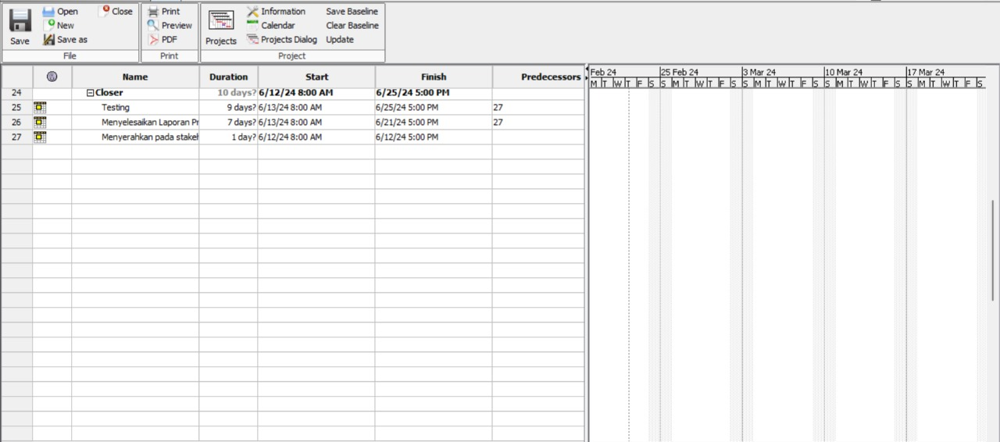 Open
Close
New
Save
Save as
File
Print
Preview
PDF
Print
Projects
Information
Calendar
Projects Dialog
Save Baseline
Clear Baseline
Update
Project
Name Duration Start Finish Predecessors
24 Closer 10 days? 6/12/24 8:00 AM 6/25/24 5:00 PM
25 Testing 9 days? 6/13/24 8:00 AM 6/25/24 5:00 PM 27
26 Menyelesaikan Laporan Pr 7 days? 6/13/24 8:00 AM 6/21/24 5:00 PM 27
27 Menyerahkan pada stakeh 1 day? 6/12/24 8:00 AM 6/12/24 5:00 PM
Feb 24 25 Feb 24 3 Mar 24 10 Mar 24 17 Mar 24
M T W T F S S M T W T F S S M T W T F S S M T W T F S S M T W T F S